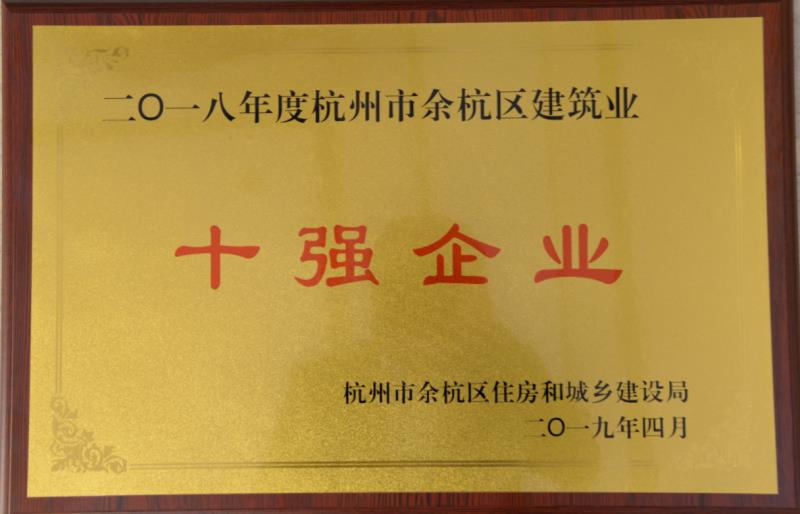 二〇一八年度杭州市余杭区建筑业
十强企业
杭州市余杭区住房和城乡建设局
二〇一九年四月